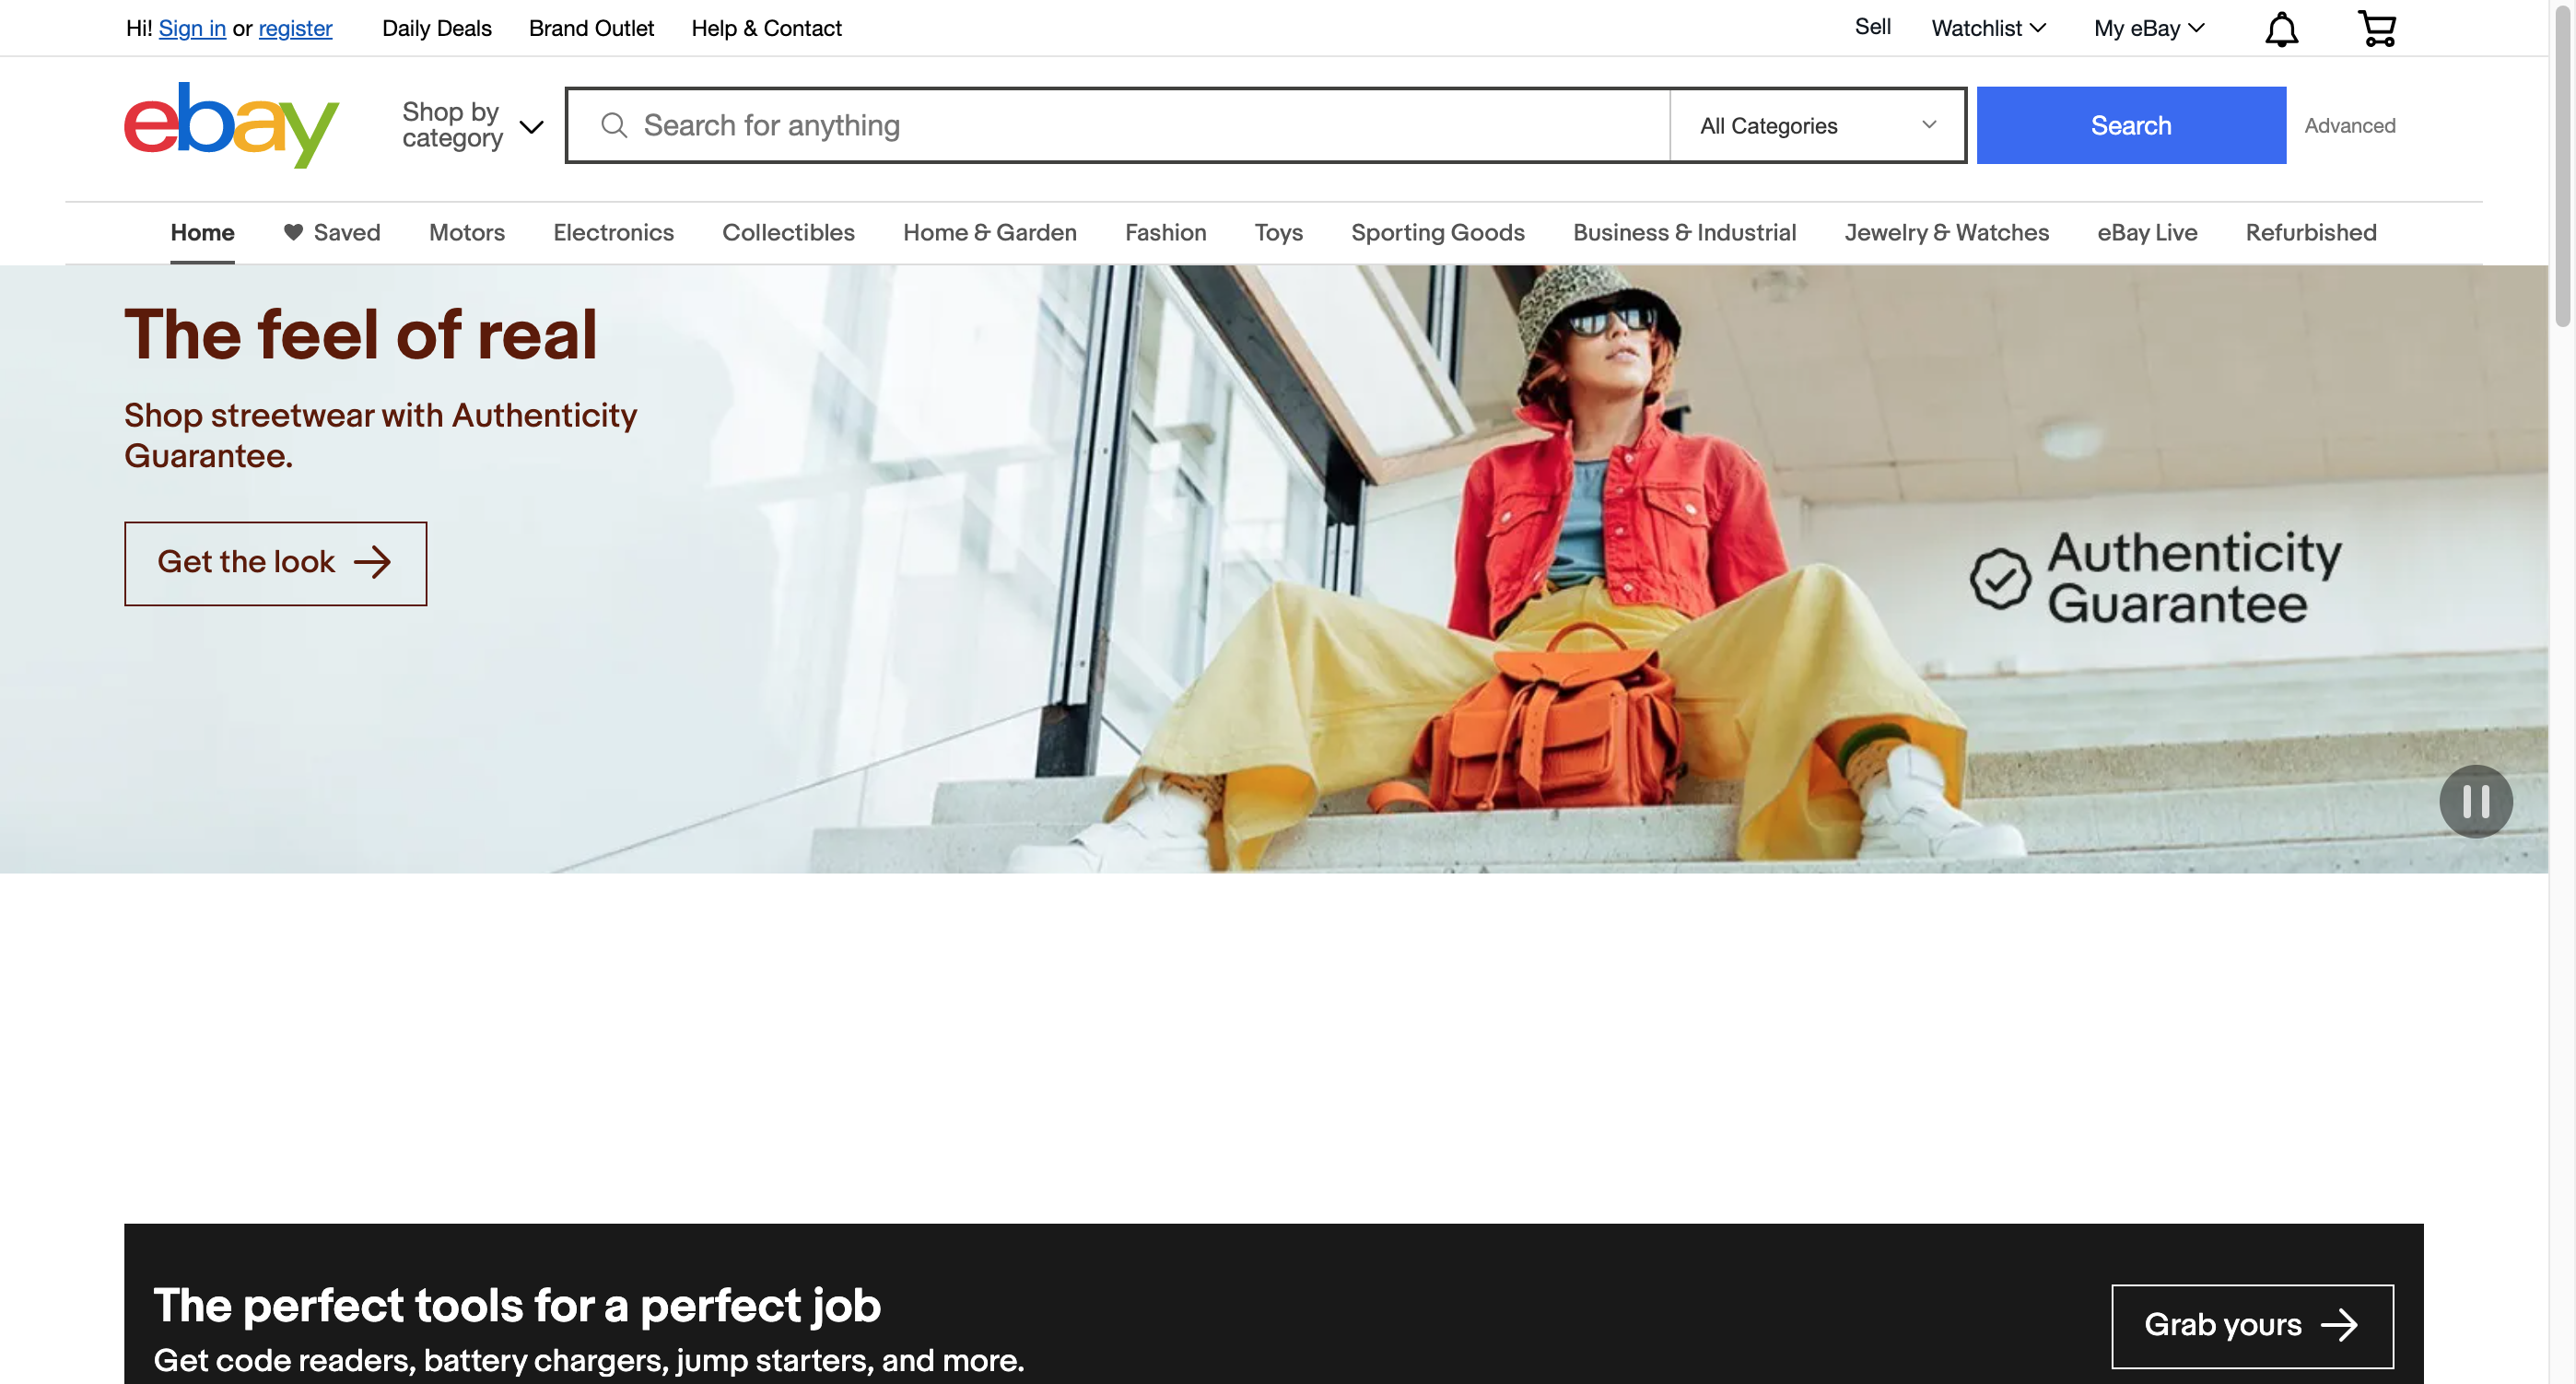 Hi! Sign in or register Daily Deals Brand Outlet Help & Contact Sell Watchlist My eBay
ebay
Shop by
category
Search for anything All Categories Search Advanced
Home Saved Motors Electronics Collectibles Home & Garden Fashion Toys Sporting Goods Business & Industrial Jewelry & Watches eBay Live Refurbished
The feel of real
Shop streetwear with Authenticity
Guarantee.
Get the look
Authenticity
Guarantee
The perfect tools for a perfect job
Get code readers, battery chargers, jump starters, and more.
Grab yours